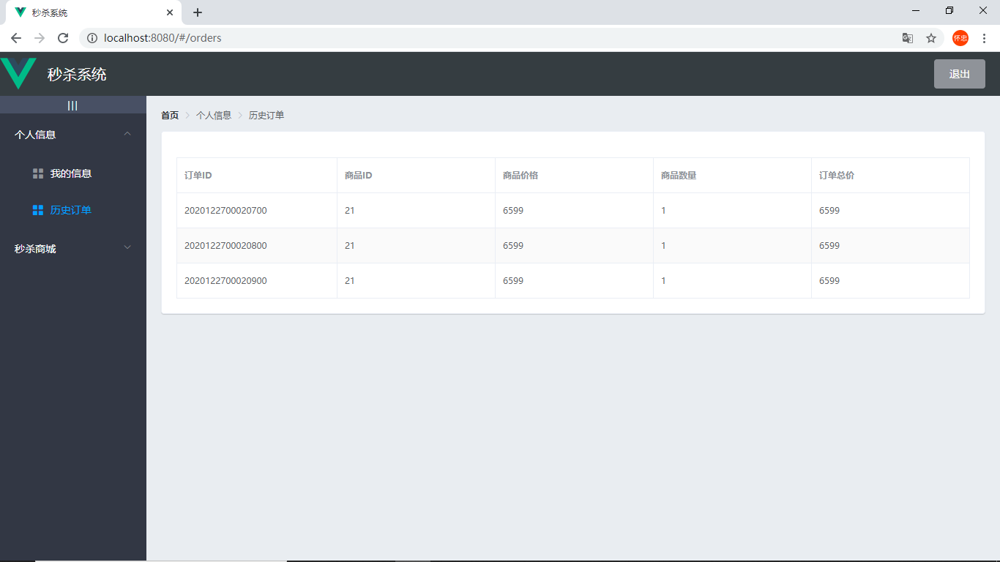 秒杀系统
localhost:8080/#/orders
怀忠
秒杀系统
退出
|||
首页 个人信息 历史订单
个人信息
我的信息
历史订单
秒杀商城
订单ID 商品ID 商品价格 商品数量 订单总价
2020122700020700 21 6599 1 6599
2020122700020800 21 6599 1 6599
2020122700020900 21 6599 1 6599